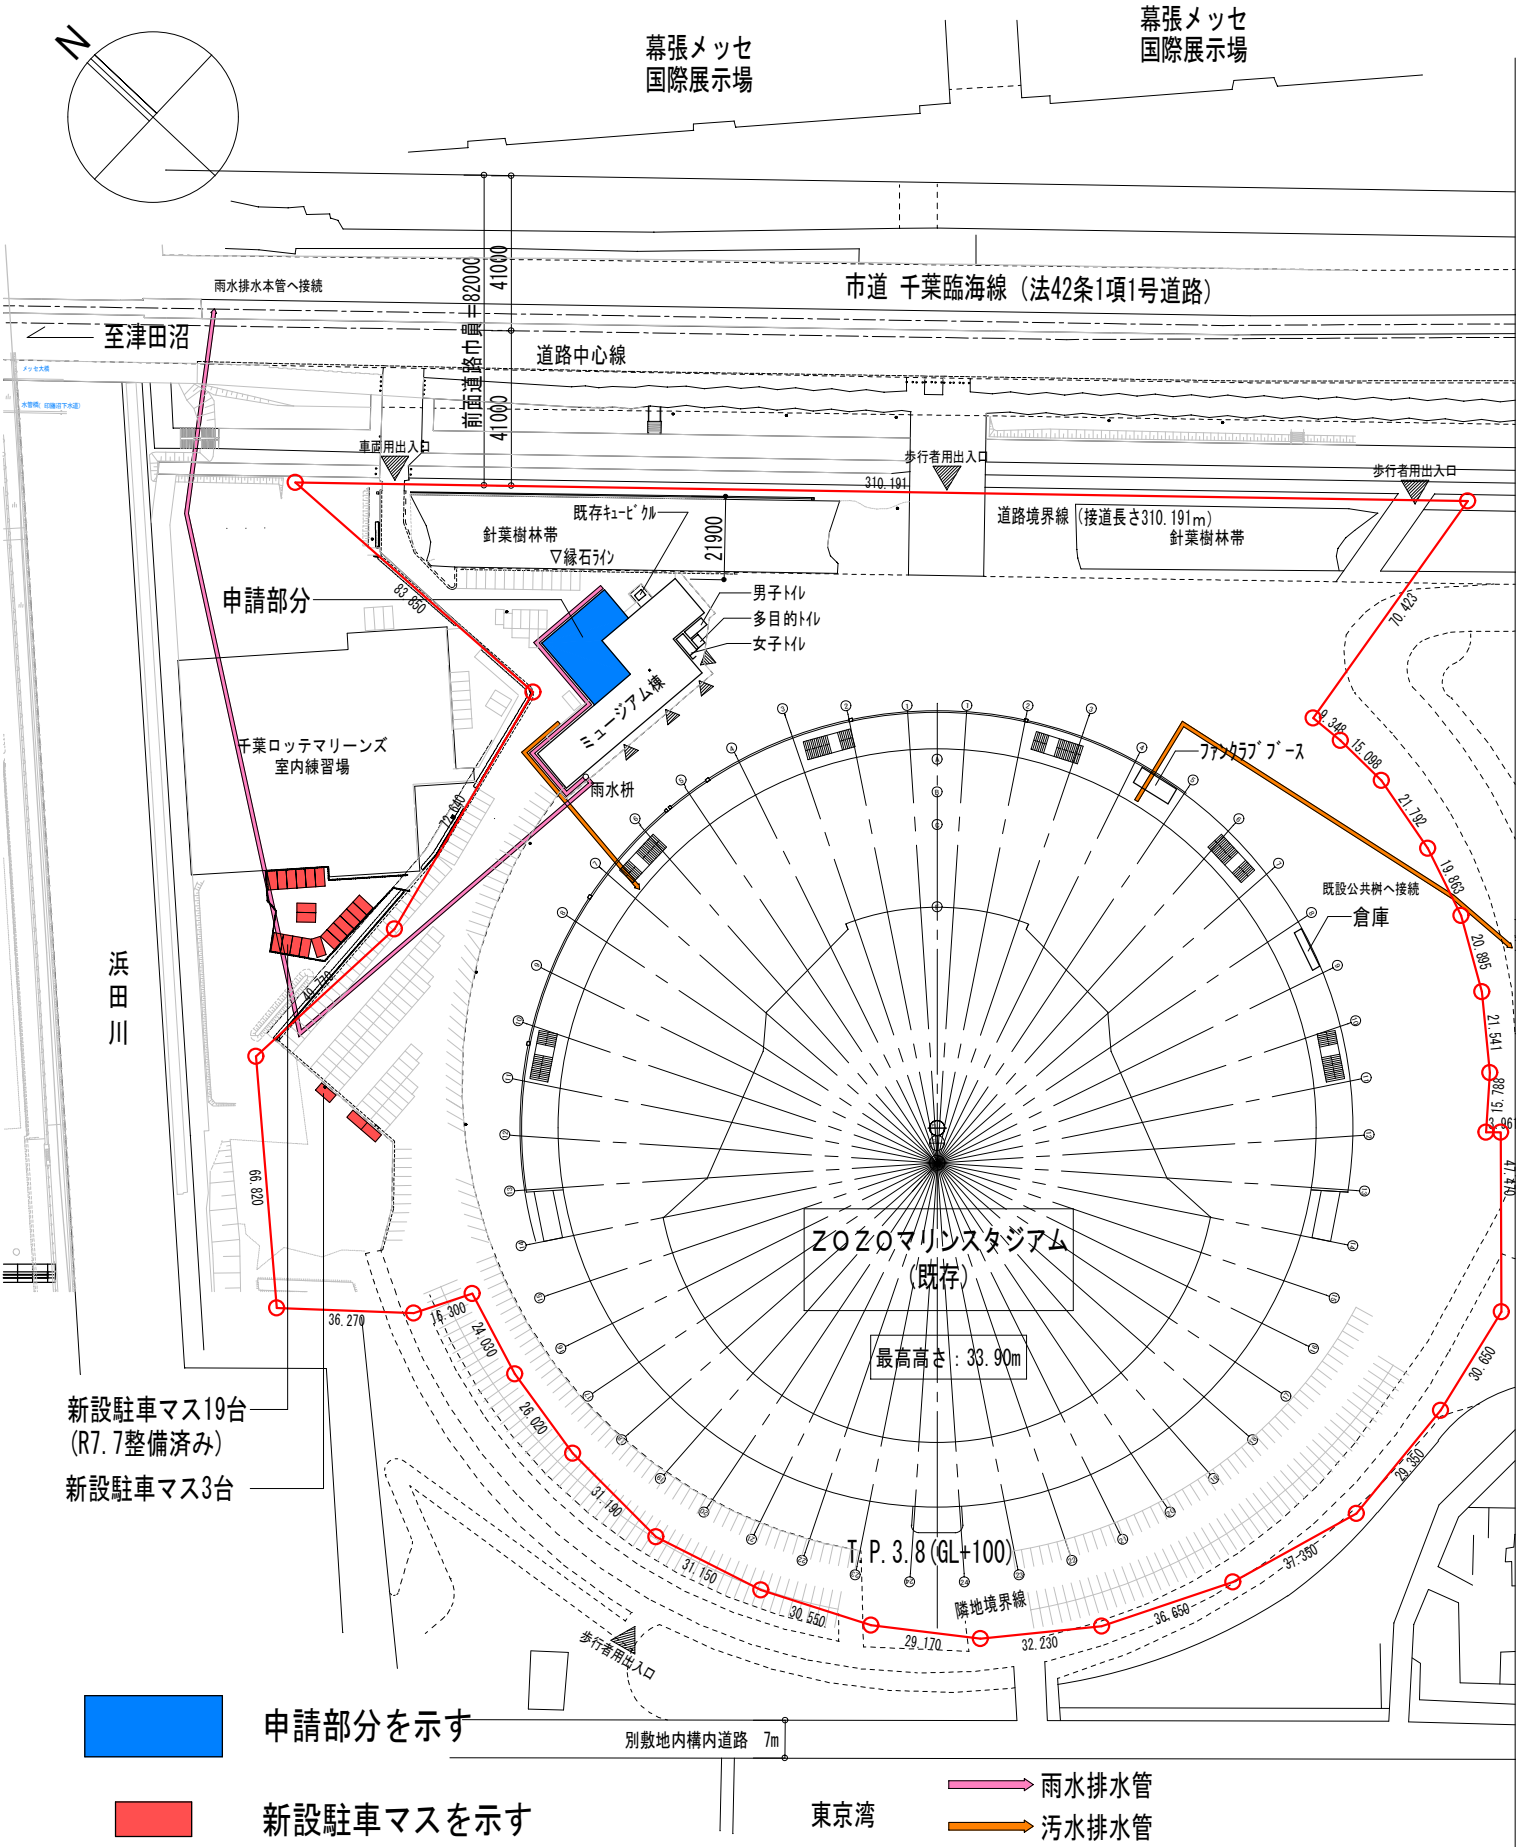 N
幕張メッセ
国際展示場
幕張メッセ
国際展示場
雨水排水本管へ接続
市道 千葉臨海線 (法42条1項1号道路)
至津田沼
前面道路巾員=82000
41000
41000
道路中心線
メッセ大橋
車両用出入口
歩行者用出入口
歩行者用出入口
310.191
道路境界線 (接道長さ310.191m)
針葉樹林帯
既存キュービクル
針葉樹林帯
▽縁石ライン
21900
申請部分
83.850
男子トイレ
多目的トイレ
女子トイレ
70.423
ミュージアム棟
千葉ロッテマリーンズ
室内練習場
雨水枡
72.640
ファンクラブブース
9.348
15.098
21.792
19.863
既設公共桝へ接続
倉庫
20.895
21.541
15.788
3.961
47.470
浜田川
49.770
66.820
36.270
16.300
24.030
26.020
31.190
31.150
30.550
29.170
32.230
36.650
37.350
29.350
30.650
ZOZOマリンスタジアム
(既存)
最高高さ：33.90m
T.P.3.8(GL+100)
隣地境界線
新設駐車マス19台
(R7.7整備済み)
新設駐車マス3台
歩行者用出入口
申請部分を示す
別敷地内構内道路 7m
新設駐車マスを示す
東京湾
雨水排水管
汚水排水管